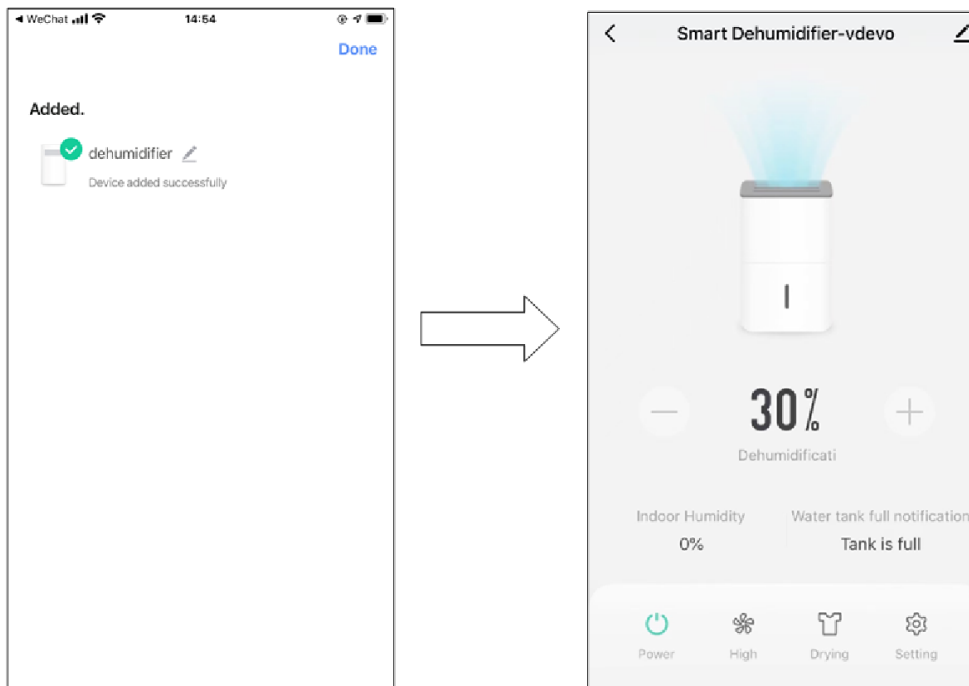 WeChat 14:54
Done
Added.
dehumidifier
Device added successfully
Smart Dehumidifier-vdevo
30%
Dehumidificati
Indoor Humidity Water tank full notification
0% Tank is full
Power High Drying Setting